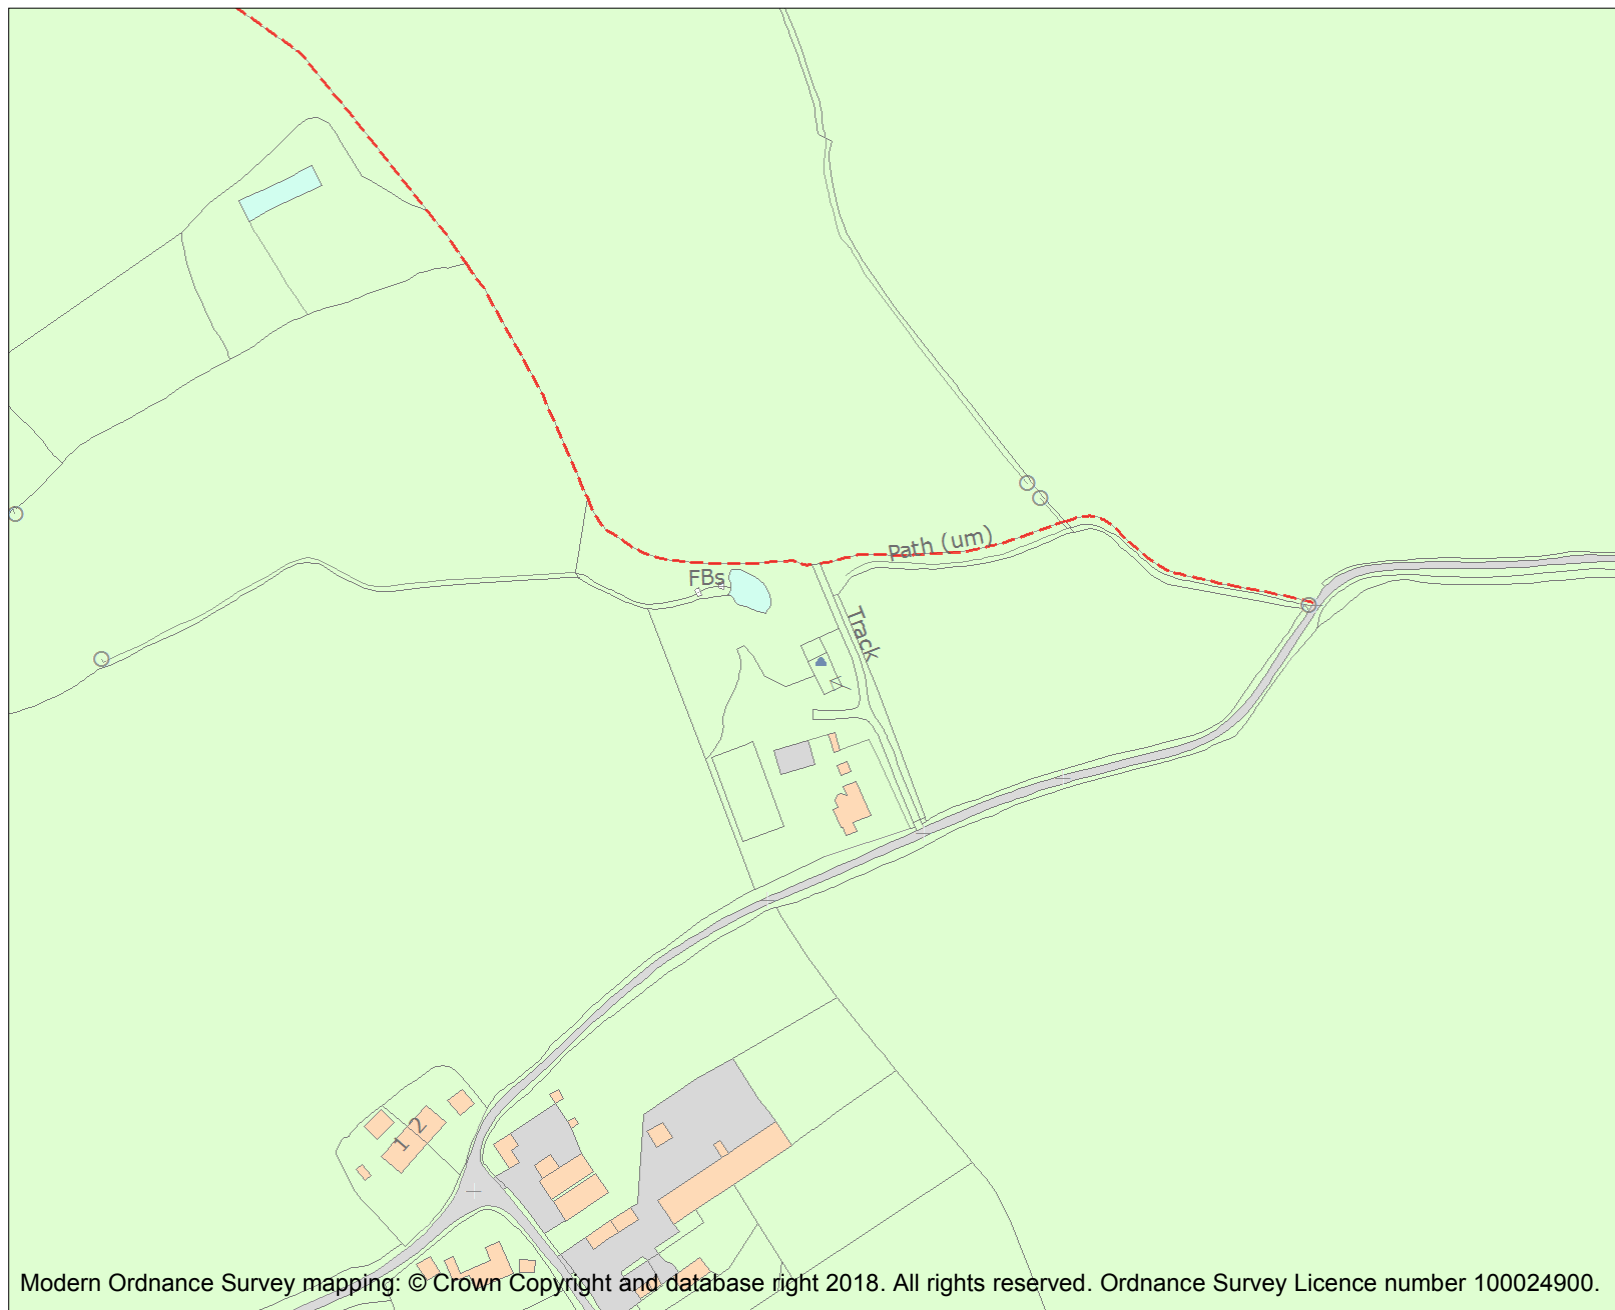 Path (um)
FBs
Track
1
2
Modern Ordnance Survey mapping: © Crown Copyright and database right 2018. All rights reserved. Ordnance Survey Licence number 100024900.